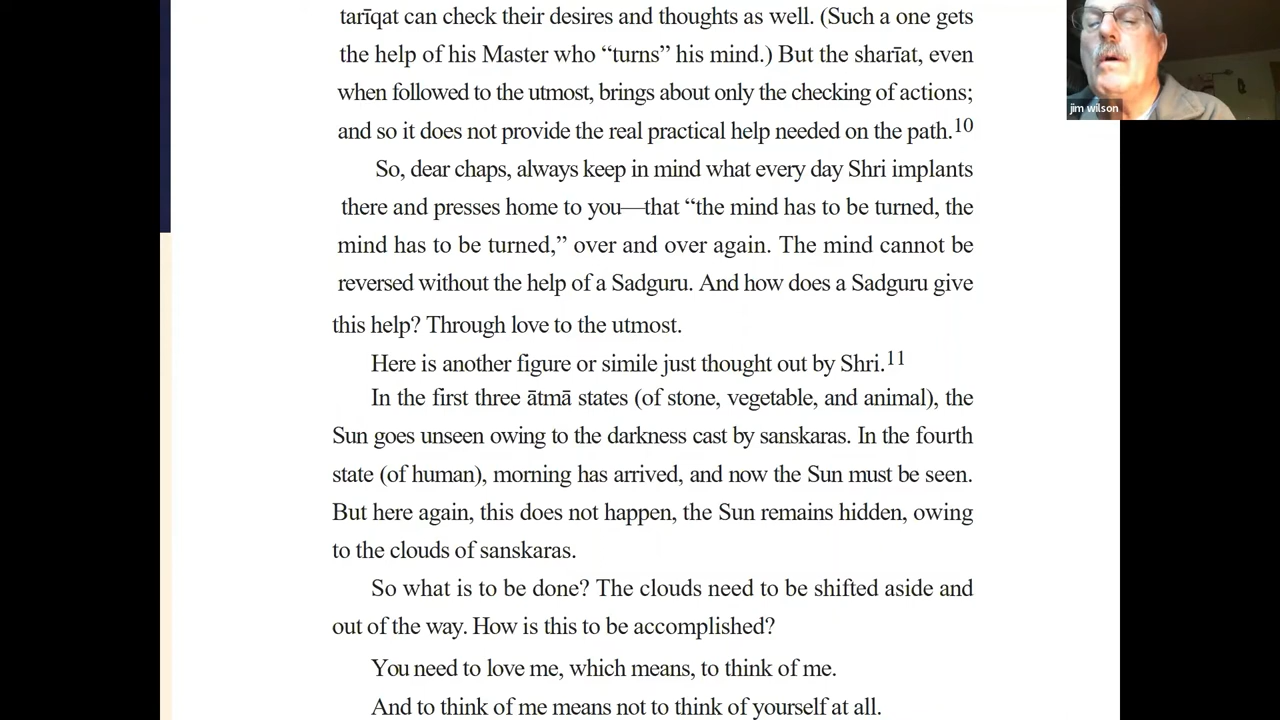 tarīqat can check their desires and thoughts as well. (Such a one gets
the help of his Master who “turns” his mind.) But the sharīat, even
when followed to the utmost, brings about only the checking of actions;
and so it does not provide the real practical help needed on the path.10
So, dear chaps, always keep in mind what every day Shri implants
there and presses home to you—that “the mind has to be turned, the
mind has to be turned,” over and over again. The mind cannot be
reversed without the help of a Sadguru. And how does a Sadguru give
this help? Through love to the utmost.
Here is another figure or simile just thought out by Shri.11
In the first three ātmā states (of stone, vegetable, and animal), the
Sun goes unseen owing to the darkness cast by sanskaras. In the fourth
state (of human), morning has arrived, and now the Sun must be seen.
But here again, this does not happen, the Sun remains hidden, owing
to the clouds of sanskaras.
So what is to be done? The clouds need to be shifted aside and
out of the way. How is this to be accomplished?
You need to love me, which means, to think of me.
And to think of me means not to think of yourself at all.
jim wilson